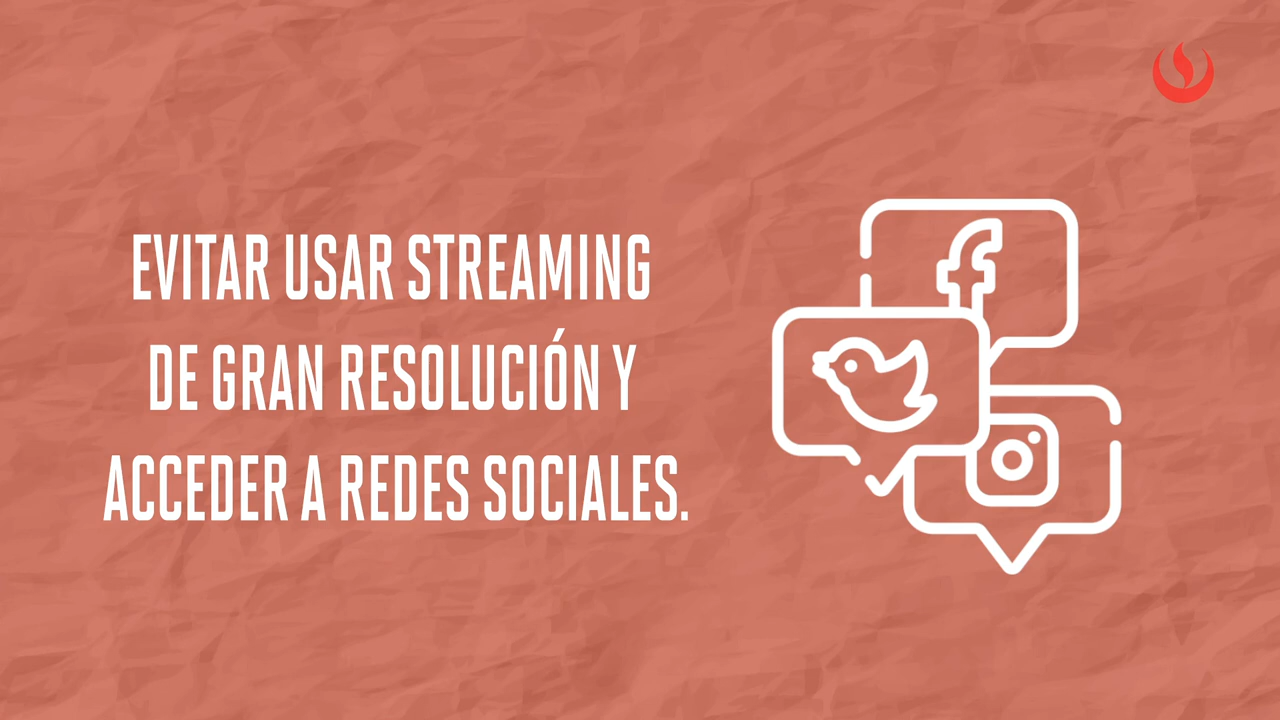 EVITAR USAR STREAMING
DE GRAN RESOLUCIÓN Y
ACCEDER A REDES SOCIALES.